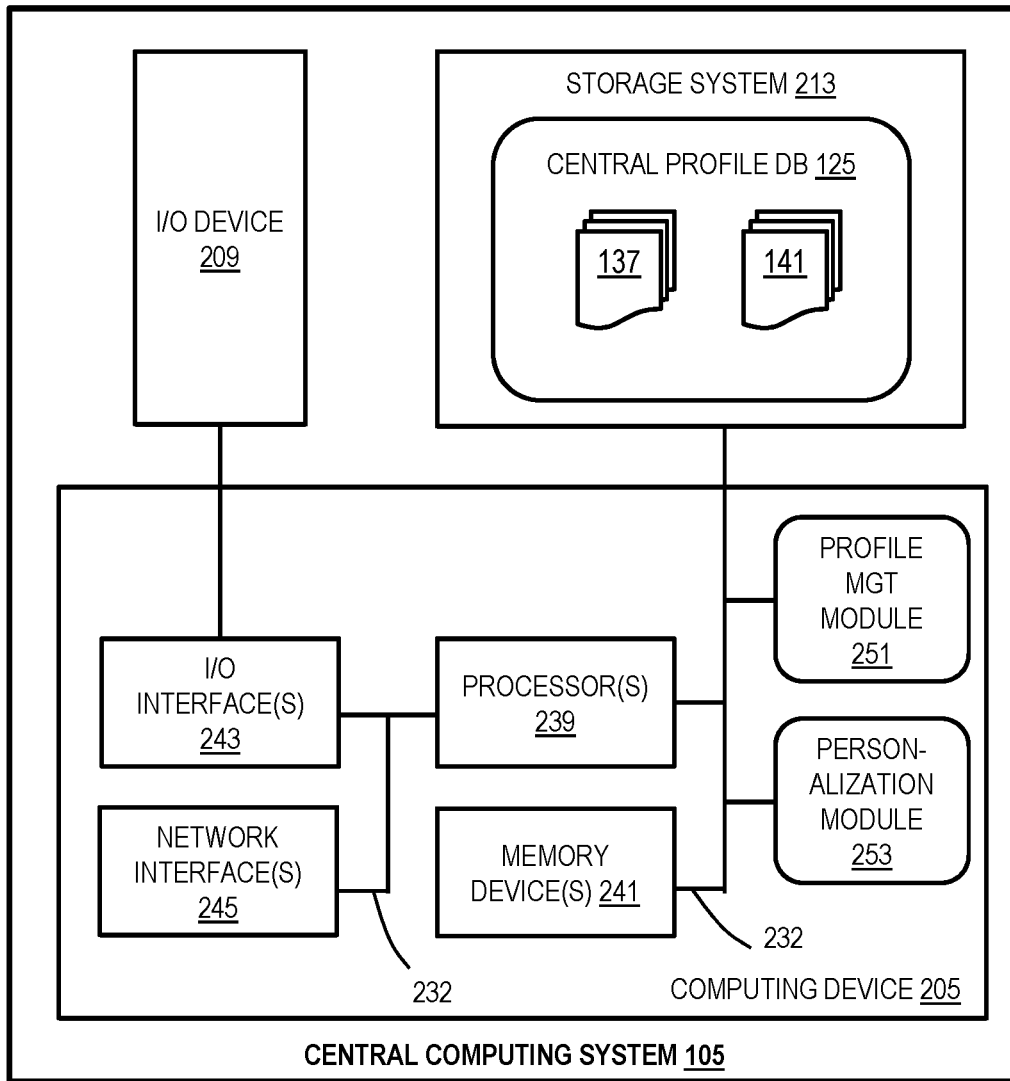 I/O DEVICE
209
STORAGE SYSTEM 213
CENTRAL PROFILE DB 125
137
141
PROFILE
MGT
MODULE
251
I/O
INTERFACE(S)
243
PROCESSOR(S)
239
PERSON-
ALIZATION
MODULE
253
NETWORK
INTERFACE(S)
245
MEMORY
DEVICE(S) 241
232
232
COMPUTING DEVICE 205
CENTRAL COMPUTING SYSTEM 105